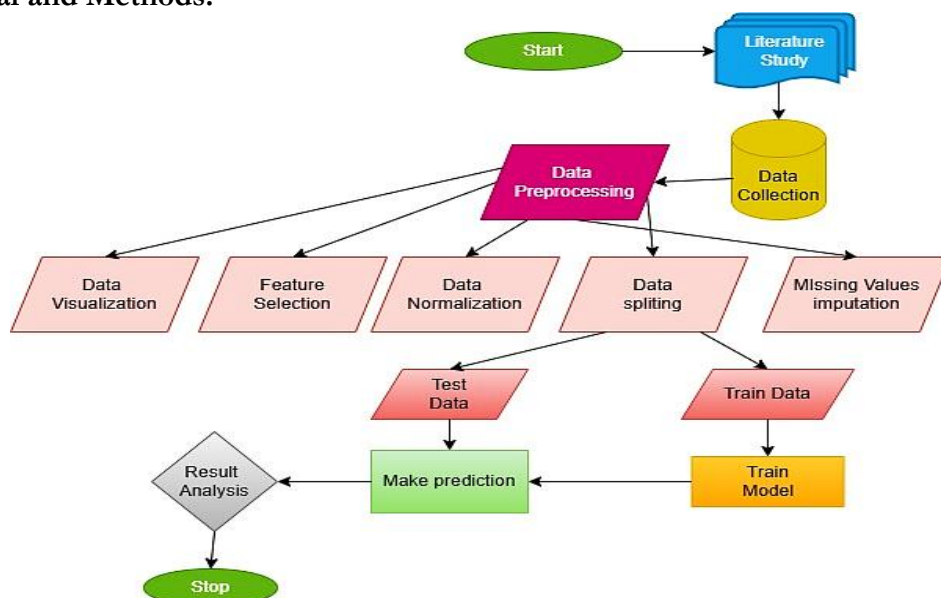 al and Methods:
Start
Literature
Study
Data
Collection
Data
Preprocessing
Data
Visualization
Feature
Selection
Data
Normalization
Data
spliting
MIssing Values
imputation
Test
Data
Train Data
Result
Analysis
Make prediction
Train
Model
Stop